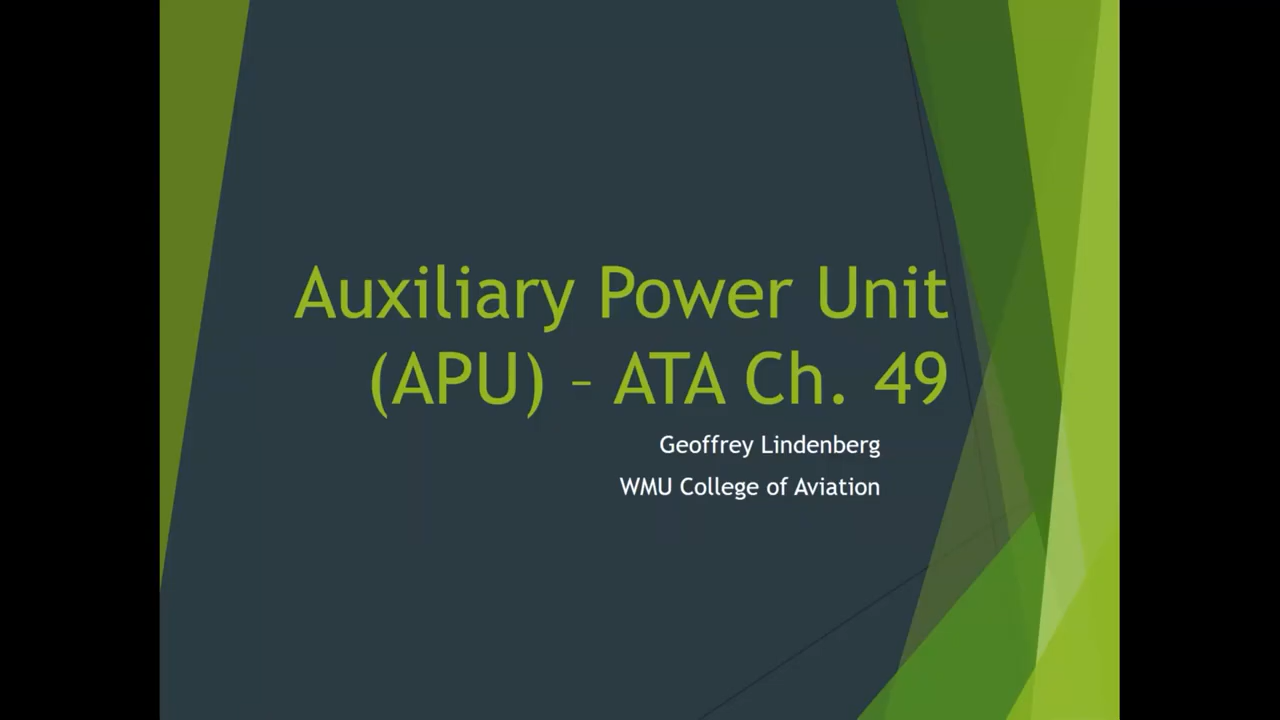 Auxiliary Power Unit
(APU) – ATA Ch. 49
Geoffrey Lindenberg
WMU College of Aviation